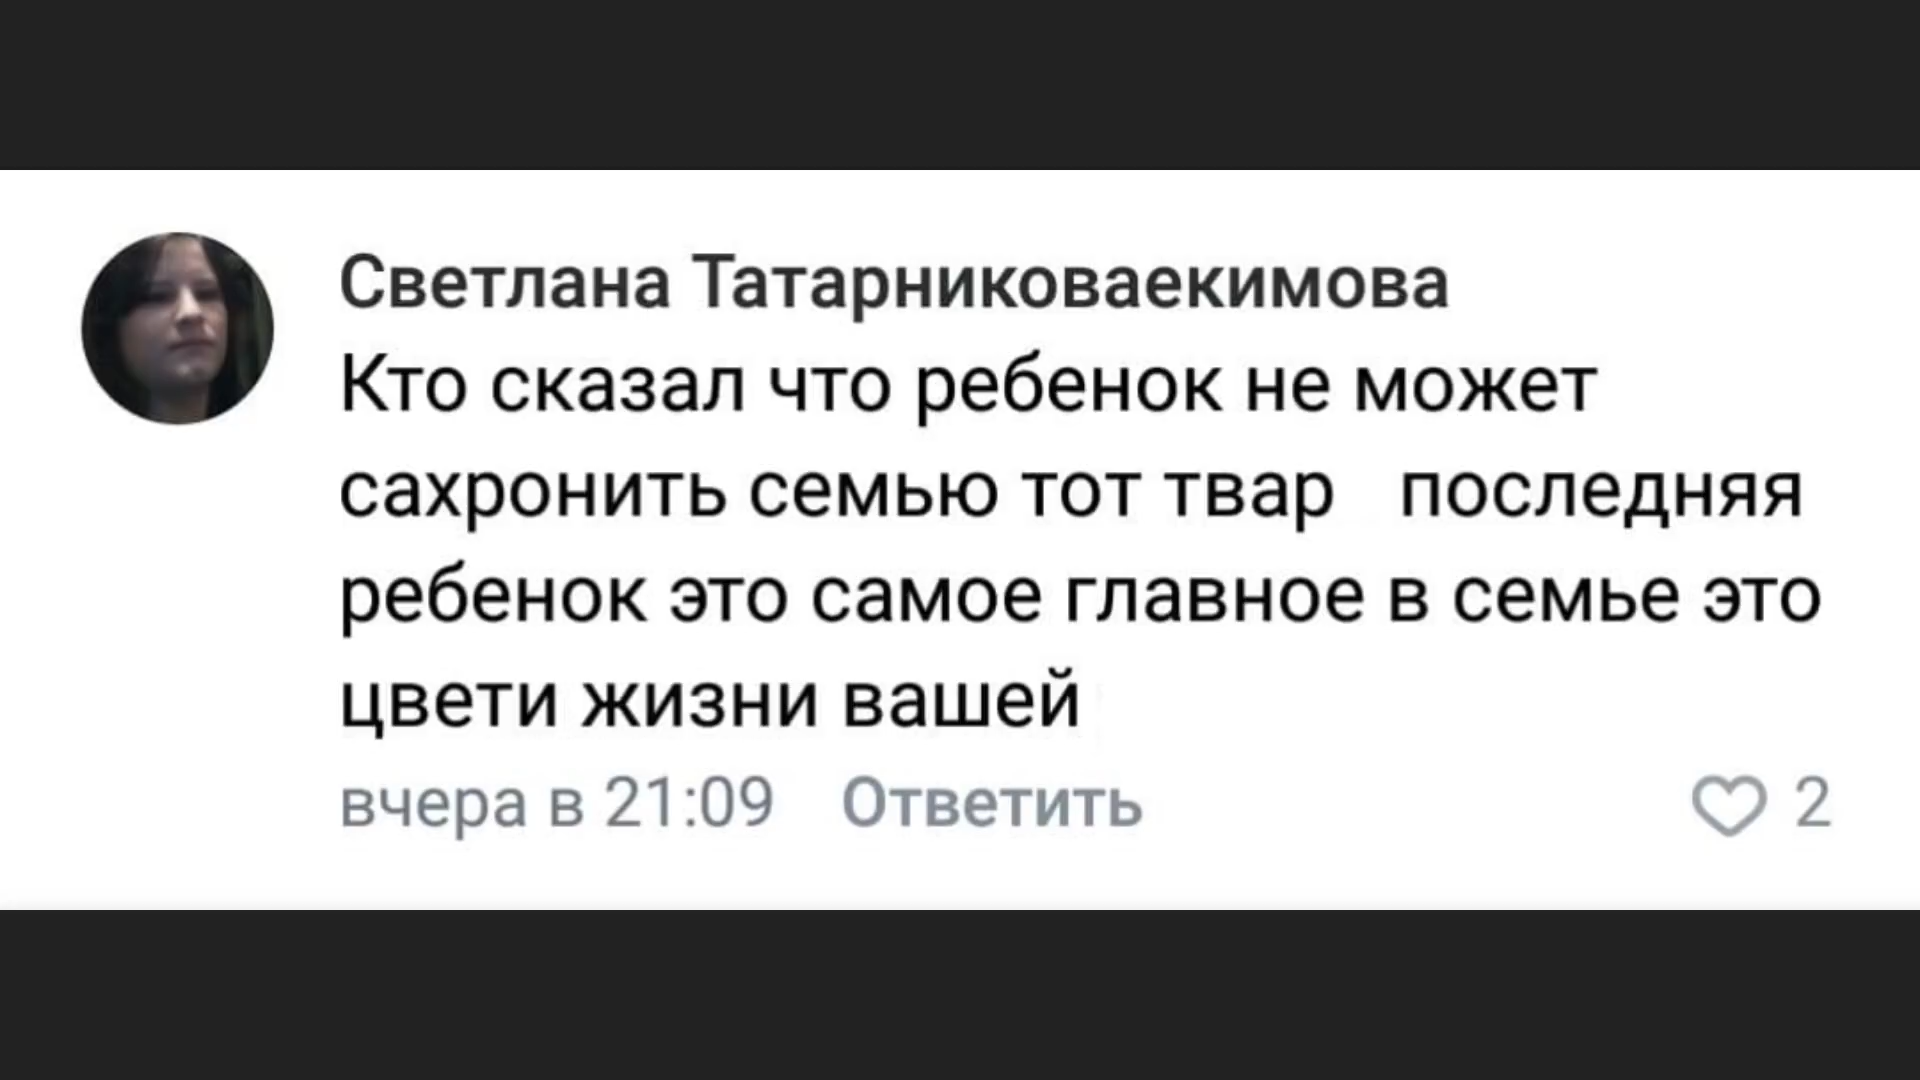 Светлана Татарниковаекимова
Кто сказал что ребенок не может
сахронить семью тот твар последняя
ребенок это самое главное в семье это
цвети жизни вашей
вчера в 21:09 Ответить 2